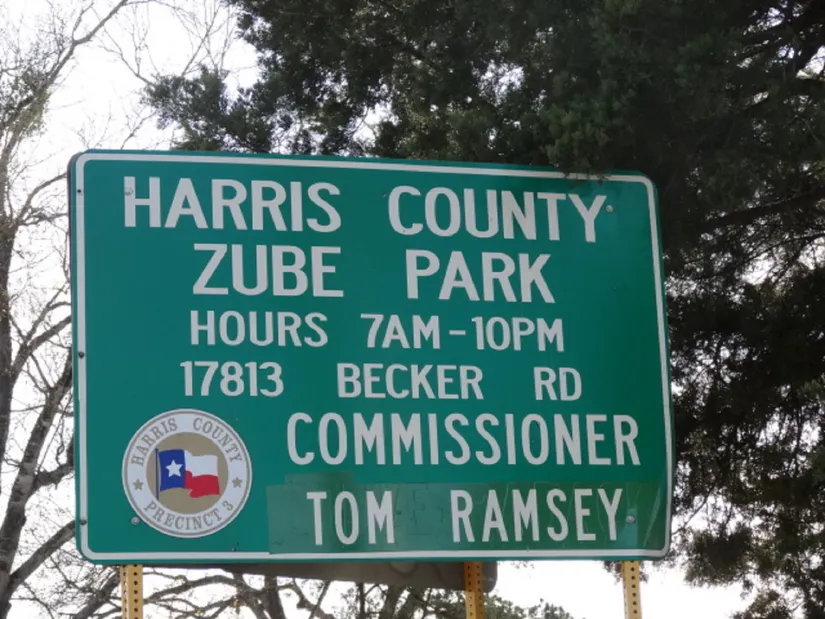 HARRIS COUNTY
ZUBE PARK
HOURS 7AM-10PM
17813 BECKER RD
COMMISSIONER
TOM RAMSEY
HARRIS COUNTY
PRECINCT 3